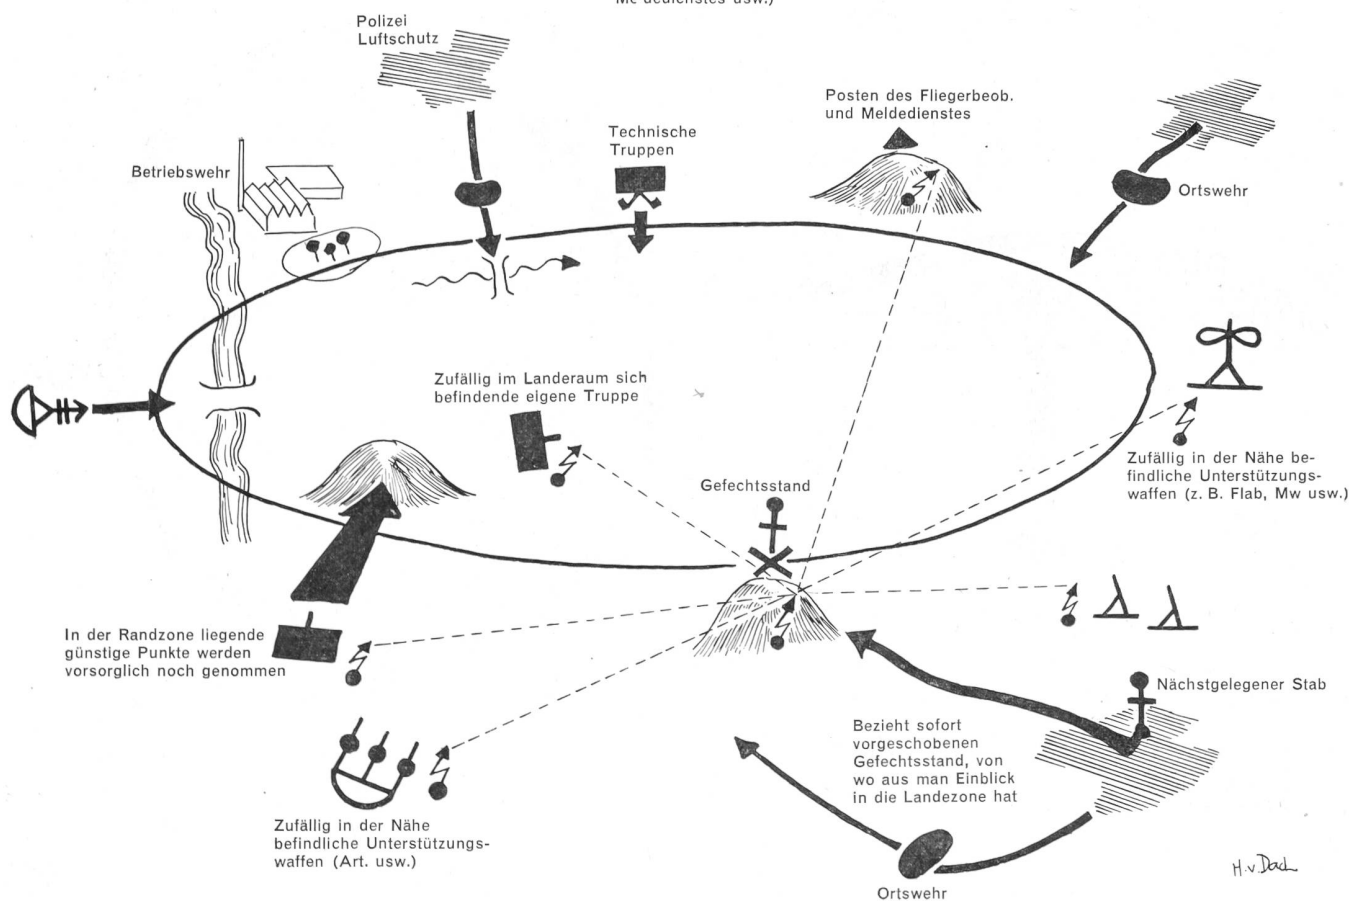 Polizei
Luftschutz
Posten des Fliegerbeob.
und Meldedienstes
Technische
Truppen
Betriebswehr
Ortswehr
Zufällig im Landeraum sich
befindende eigene Truppe
Zufällig in der Nähe be-
findliche Unterstützungs-
waffen (z. B. Flab, Mw usw.)
Gefechtsstand
In der Randzone liegende
günstige Punkte werden
vorsorglich noch genommen
Nächstgelegener Stab
Bezieht sofort
vorgeschobenen
Gefechtsstand, von
wo aus man Einblick
in die Landezone hat
Zufällig in der Nähe
befindliche Unterstützungs-
waffen (Art. usw.)
Ortswehr
H.v.Dach